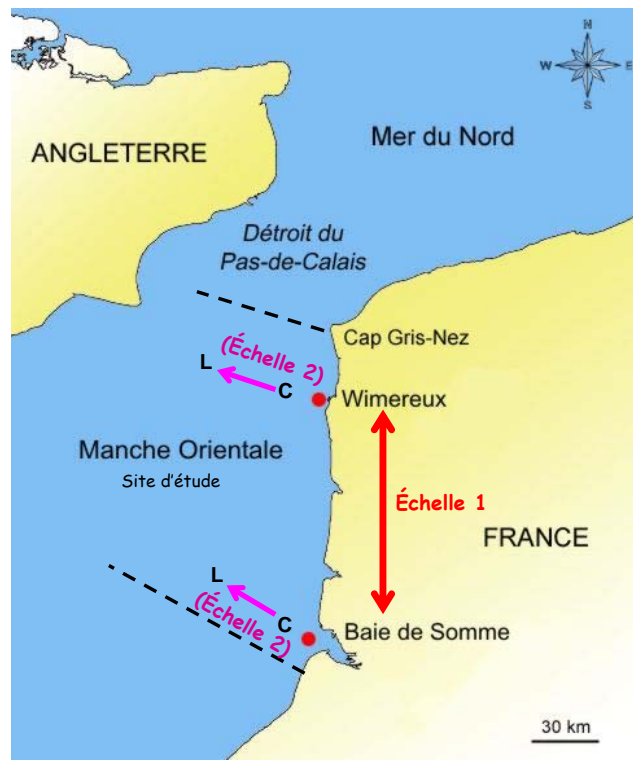 N
W E
S
ANGLETERRE
Mer du Nord
Détroit du
Pas-de-Calais
Cap Gris-Nez
(Échelle 2)
L
C
Wimereux
Manche Orientale
Site d'étude
Échelle 1
FRANCE
L
C
(Échelle 2)
Baie de Somme
30 km